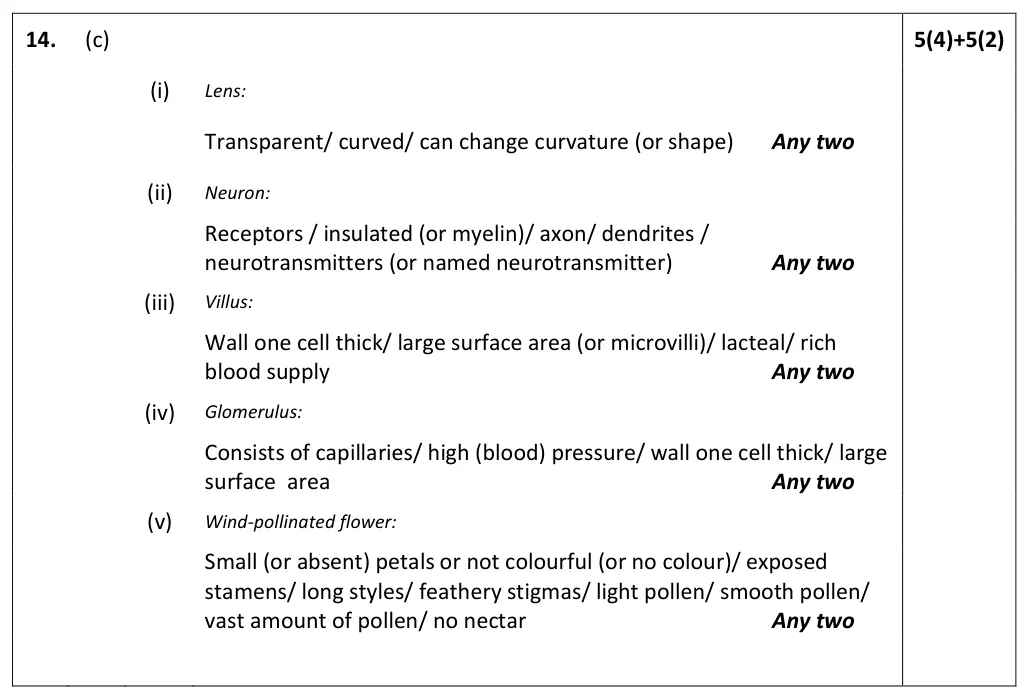 14. (c) 5(4)+5(2)
(i) Lens:
Transparent/ curved/ can change curvature (or shape) Any two
(ii) Neuron:
Receptors / insulated (or myelin)/ axon/ dendrites /
neurotransmitters (or named neurotransmitter) Any two
(iii) Villus:
Wall one cell thick/ large surface area (or microvilli)/ lacteal/ rich
blood supply Any two
(iv) Glomerulus:
Consists of capillaries/ high (blood) pressure/ wall one cell thick/ large
surface area Any two
(v) Wind-pollinated flower:
Small (or absent) petals or not colourful (or no colour)/ exposed
stamens/ long styles/ feathery stigmas/ light pollen/ smooth pollen/
vast amount of pollen/ no nectar Any two